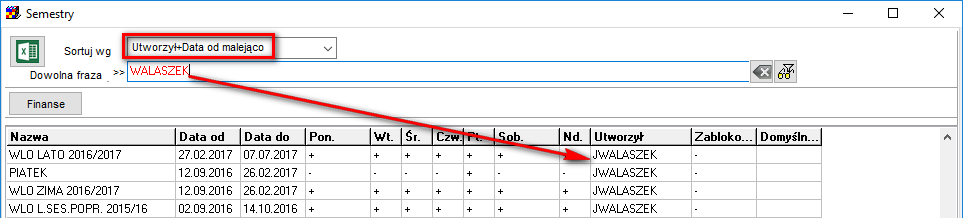 Semestry
Sortuj wg Utworzył+Data od malejąco
Dowolna fraza >> WALASZEK
Finanse
Nazwa Data od Data do Pon. Wt. Śr. Czw. Pt. Sob. Nd. Utworzył Zabloko... Domyśln...
WLO LATO 2016/2017 27.02.2017 07.07.2017 + + + + + + JWALASZEK -
PIATEK 12.09.2016 26.02.2017 - - - - + - - JWALASZEK -
WLO ZIMA 2016/2017 12.09.2016 26.02.2017 + + + + + + + JWALASZEK -
WLO L.SES.POPR. 2015/16 02.09.2016 14.10.2016 + + + + + + + JWALASZEK -